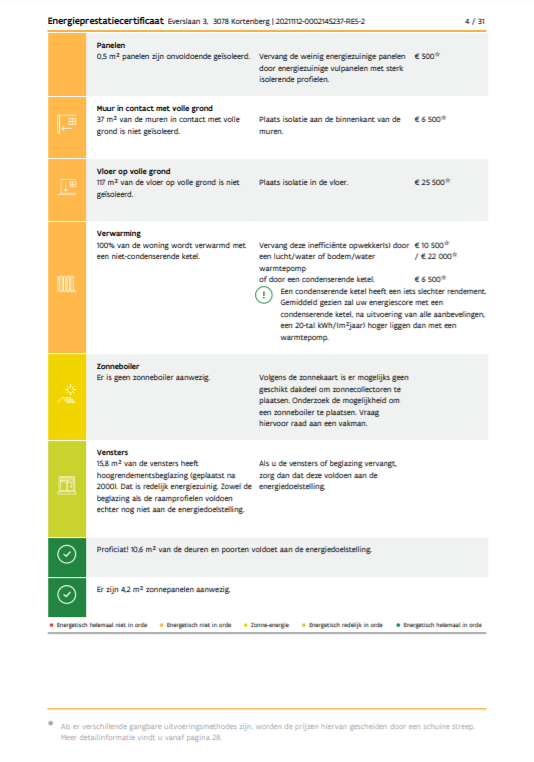 Energieprestatiecertificaat Everslaan 3, 3078 Kortenberg | 20211112-0002145237-RES-2 4 / 31
Panelen
0,5 m² panelen zijn onvoldoende geïsoleerd. Vervang de weinig energiezuinige panelen € 500*
door energiezuinige vulpanelen met sterk
isolerende profielen.
Muur in contact met volle grond
37 m² van de muren in contact met volle Plaats isolatie aan de binnenkant van de € 6 500*
grond is niet geïsoleerd. muren.
Vloer op volle grond
117 m² van de vloer op volle grond is niet Plaats isolatie in de vloer. € 25 500*
geïsoleerd.
Verwarming
100% van de woning wordt verwarmd met Vervang deze inefficiënte opwekker(s) door € 10 500*
een niet-condenserende ketel. een lucht/water of bodem/water / € 22 000*
warmtepomp
of door een condenserende ketel. € 6 500*
! Een condenserende ketel heeft een iets slechter rendement.
Gemiddeld gezien zal uw energiescore met een
condenserende ketel, na uitvoering van alle aanbevelingen,
een 20-tal kWh/(m²jaar) hoger liggen dan met een
warmtepomp.
Zonneboiler
Er is geen zonneboiler aanwezig. Volgens de zonnekaart is er mogelijks geen
geschikt dakdeel om zonnecollectoren te
plaatsen. Onderzoek de mogelijkheid om
een zonneboiler te plaatsen. Vraag
hiervoor raad aan een vakman.
Vensters
15,8 m² van de vensters heeft Als u de vensters of beglazing vervangt,
hoogrendementsbeglazing (geplaatst na zorg dan dat deze voldoen aan de
2000). Dat is redelijk energiezuinig. Zowel de energiedoelstelling.
beglazing als de raamprofielen voldoen
echter nog niet aan de energiedoelstelling.
Proficiat! 10,6 m² van de deuren en poorten voldoet aan de energiedoelstelling.
Er zijn 4,2 m² zonnepanelen aanwezig.
Energetisch helemaal niet in orde Energetisch niet in orde Zonne-energie Energetisch redelijk in orde Energetisch helemaal in orde
* Als er verschillende gangbare uitvoeringsmethodes zijn, worden de prijzen hiervan gescheiden door een schuine streep.
Meer detailinformatie vindt u vanaf pagina 28.